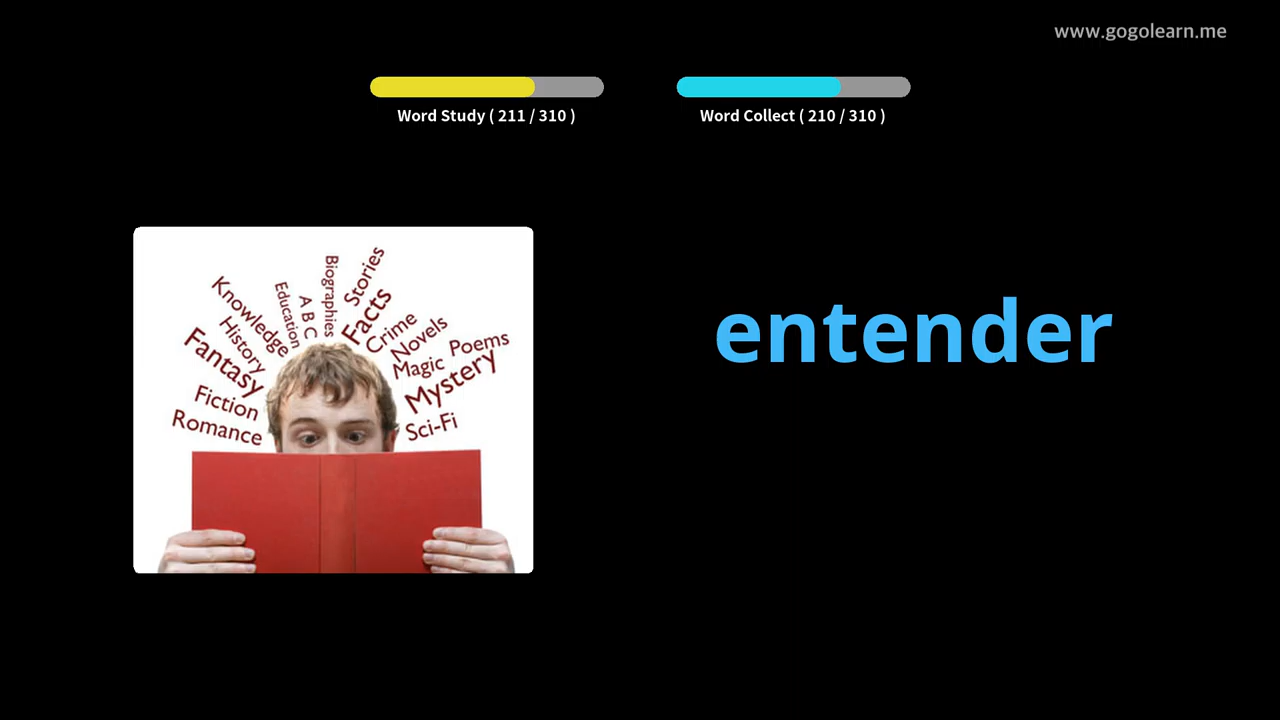 www.gogolearn.me
Word Study ( 211 / 310 )
Word Collect ( 210 / 310 )
entender
Biographies
Stories
Education
A B C
Facts
Knowledge
History
Crime
Novels
Fantasy
Magic
Poems
Mystery
Fiction
Romance
Sci-Fi